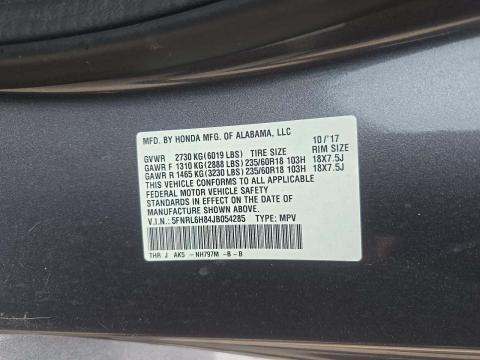 MFD. BY HONDA MFG. OF ALABAMA, LLC 10/'17
GVWR 2730 KG(6019 LBS) TIRE SIZE RIM SIZE
GAWR F 1310 KG(2888 LBS) 235/60R18 103H 18X7.5J
GAWR R 1465 KG(3230 LBS) 235/60R18 103H 18X7.5J
THIS VEHICLE CONFORMS TO ALL APPLICABLE
FEDERAL MOTOR VEHICLE SAFETY
STANDARDS IN EFFECT ON THE DATE OF
MANUFACTURE SHOWN ABOVE.
V.I.N.: 5FNRL6H84JB054285 TYPE: MPV
THR J AK5 - NH797M -B - B